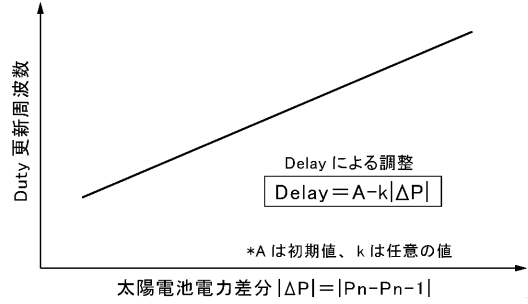 Duty 更新周波数
Delay による調整
Delay＝A-k|ΔP|
*A は初期値、k は任意の値
太陽電池電力差分|ΔP|＝|Pn-Pn-1|